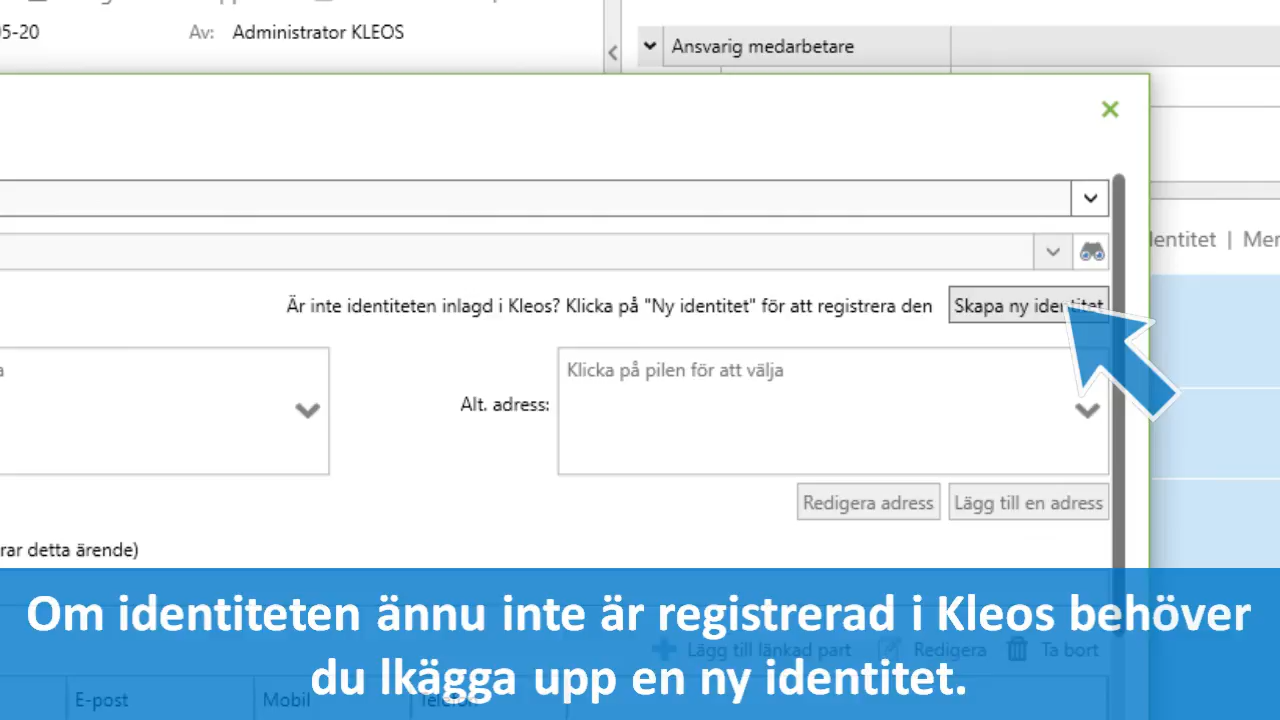 5-20 Av: Administrator KLEOS
Ansvarig medarbetare
dentitet | Mer
Är inte identiteten inlagd i Kleos? Klicka på "Ny identitet" för att registrera den Skapa ny identitet
a
Klicka på pilen för att välja
Alt. adress:
Redigera adress Lägg till en adress
rar detta ärende)
Om identiteten ännu inte är registrerad i Kleos behöver
Lägg till länkad part Redigera Ta bort
du lkägga upp en ny identitet.
E-post Mobil Telefon